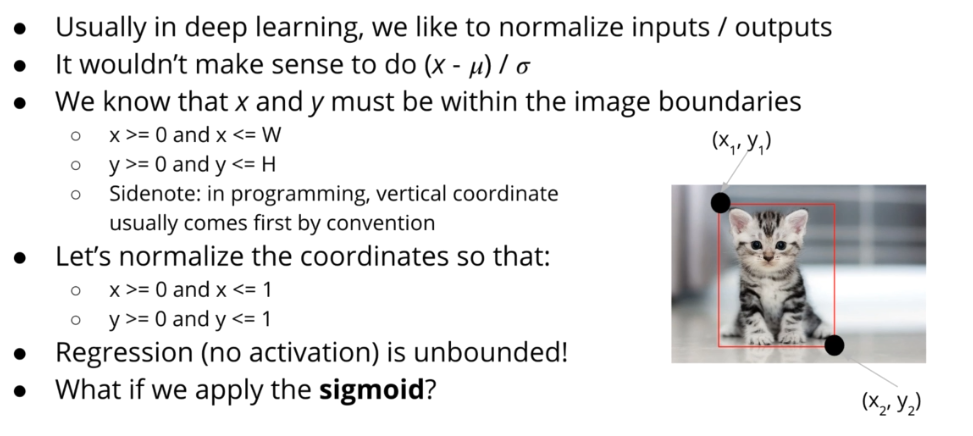 ● Usually in deep learning, we like to normalize inputs / outputs
● It wouldn't make sense to do (x - μ) / σ
● We know that x and y must be within the image boundaries
○ x >= 0 and x <= W
○ y >= 0 and y <= H
○ Sidenote: in programming, vertical coordinate
usually comes first by convention
● Let's normalize the coordinates so that:
○ x >= 0 and x <= 1
○ y >= 0 and y <= 1
● Regression (no activation) is unbounded!
● What if we apply the sigmoid?
(x₁, y₁)
(x₂, y₂)